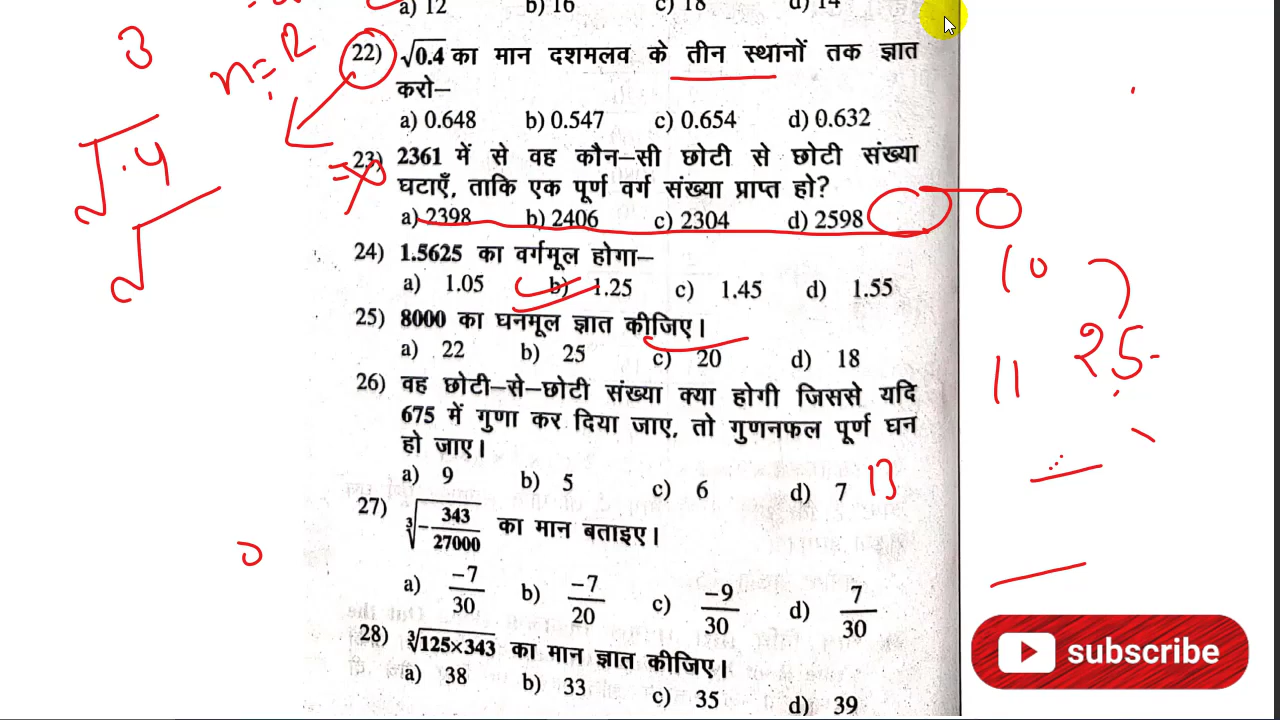 a) 12 b) 16 c) 18 d) 14
22) √0.4 का मान दशमलव के तीन स्थानों तक ज्ञात
करो–
a) 0.648 b) 0.547 c) 0.654 d) 0.632
23) 2361 में से वह कौन–सी छोटी से छोटी संख्या
घटाएँ, ताकि एक पूर्ण वर्ग संख्या प्राप्त हो?
a) 2398 b) 2406 c) 2304 d) 2598
24) 1.5625 का वर्गमूल होगा–
a) 1.05 b) 1.25 c) 1.45 d) 1.55
25) 8000 का घनमूल ज्ञात कीजिए।
a) 22 b) 25 c) 20 d) 18
26) वह छोटी–से–छोटी संख्या क्या होगी जिससे यदि
675 में गुणा कर दिया जाए, तो गुणनफल पूर्ण घन
हो जाए।
a) 9 b) 5 c) 6 d) 7
27) ∛-343/27000 का मान बताइए।
a) -7/30 b) -7/20 c) -9/30 d) 7/30
28) ∛125×343 का मान ज्ञात कीजिए।
a) 38 b) 33 c) 35 d) 39
3
n=12
√.4
10
11
25
13
0
subscribe